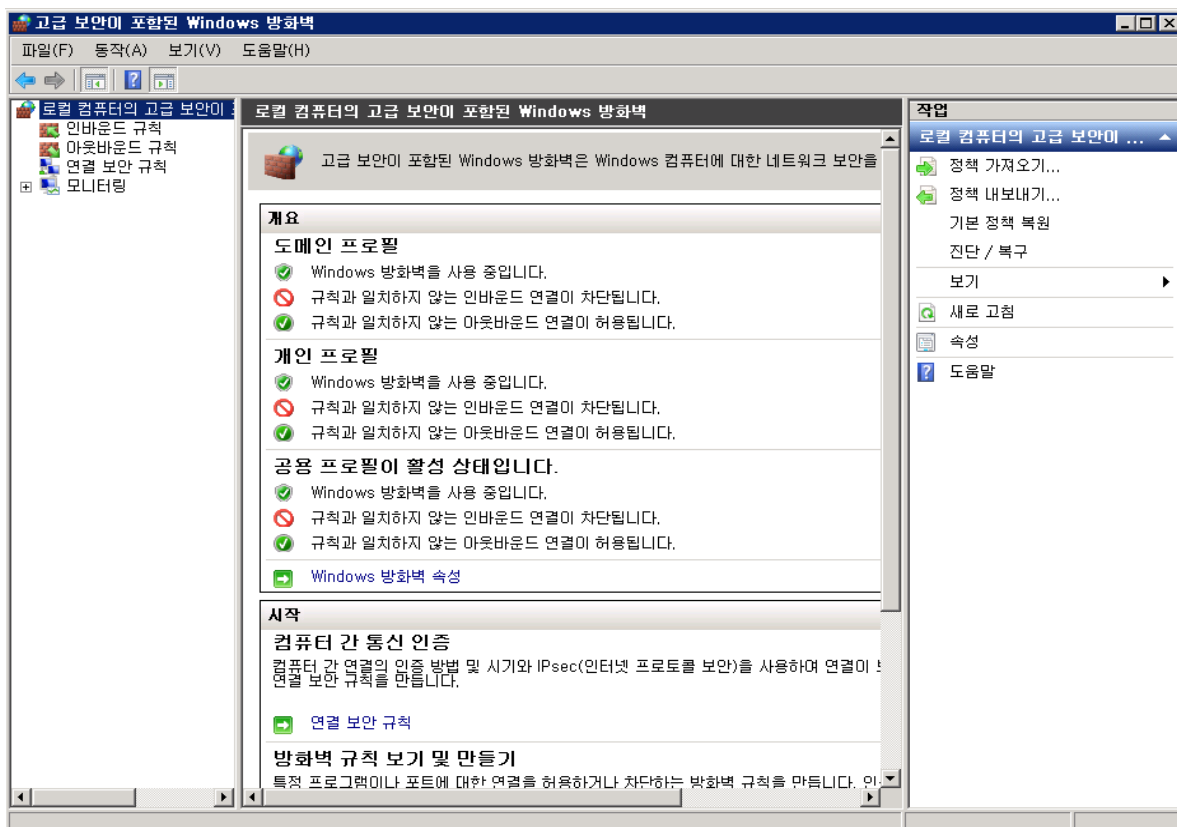 고급 보안이 포함된 Windows 방화벽
파일(F) 동작(A) 보기(V) 도움말(H)
로컬 컴퓨터의 고급 보안이
인바운드 규칙
아웃바운드 규칙
연결 보안 규칙
모니터링
로컬 컴퓨터의 고급 보안이 포함된 Windows 방화벽
고급 보안이 포함된 Windows 방화벽은 Windows 컴퓨터에 대한 네트워크 보안을
개요
도메인 프로필
Windows 방화벽을 사용 중입니다.
규칙과 일치하지 않는 인바운드 연결이 차단됩니다.
규칙과 일치하지 않는 아웃바운드 연결이 허용됩니다.
개인 프로필
Windows 방화벽을 사용 중입니다.
규칙과 일치하지 않는 인바운드 연결이 차단됩니다.
규칙과 일치하지 않는 아웃바운드 연결이 허용됩니다.
공용 프로필이 활성 상태입니다.
Windows 방화벽을 사용 중입니다.
규칙과 일치하지 않는 인바운드 연결이 차단됩니다.
규칙과 일치하지 않는 아웃바운드 연결이 허용됩니다.
Windows 방화벽 속성
시작
컴퓨터 간 통신 인증
컴퓨터 간 연결의 인증 방법 및 시기와 IPsec(인터넷 프로토콜 보안)을 사용하여 연결이
연결 보안 규칙을 만듭니다.
연결 보안 규칙
방화벽 규칙 보기 및 만들기
특정 프로그램이나 포트에 대한 연결을 허용하거나 차단하는 방화벽 규칙을 만듭니다.
작업
로컬 컴퓨터의 고급 보안이 ...
정책 가져오기...
정책 내보내기...
기본 정책 복원
진단 / 복구
보기
새로 고침
속성
도움말